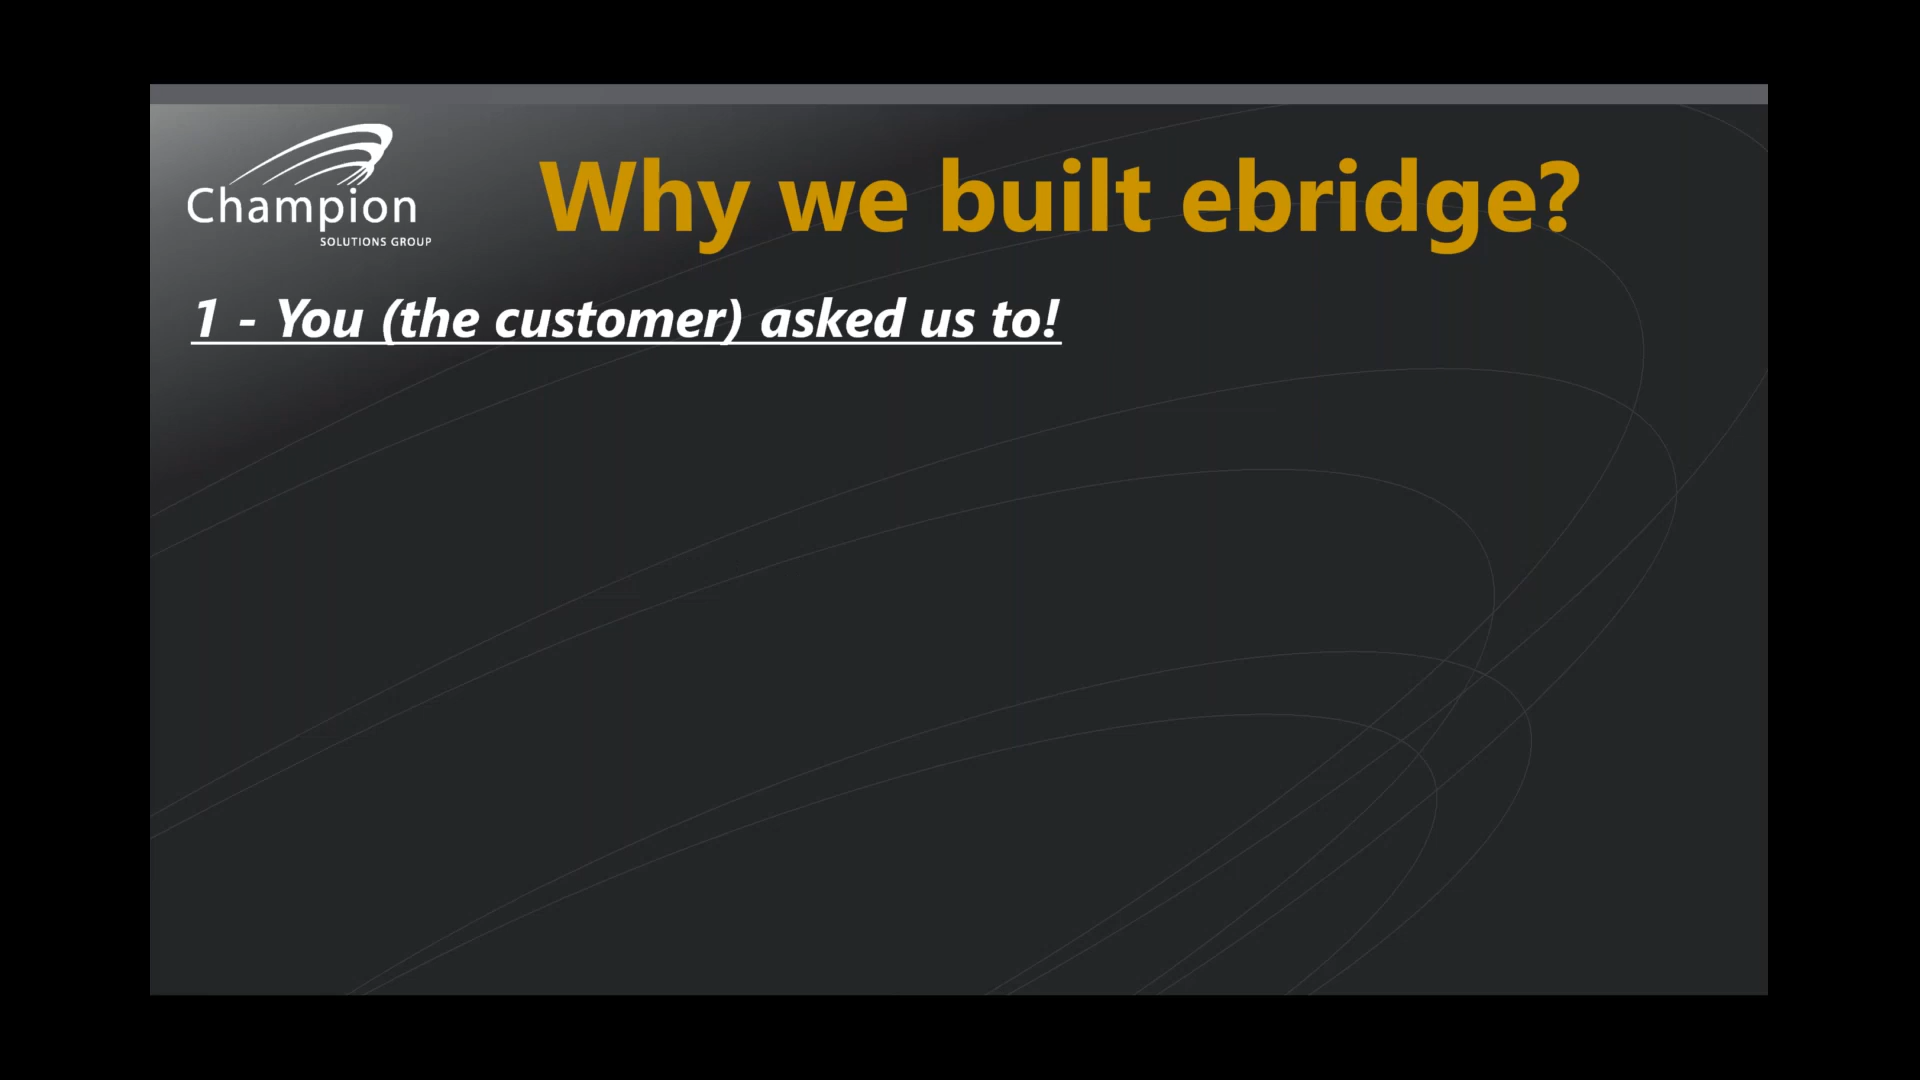 Champion
SOLUTIONS GROUP
Why we built ebridge?
1 - You (the customer) asked us to!